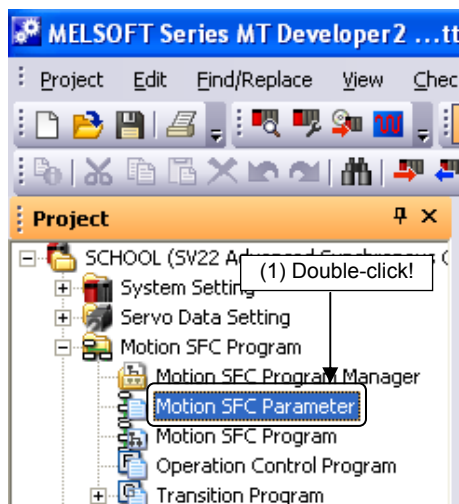 MELSOFT Series MT Developer2 ...tt
Project Edit Find/Replace View Chec
Project
SCHOOL (SV22 Advanced Synchronous C
(1) Double-click!
System Setting
Servo Data Setting
Motion SFC Program
Motion SFC Program Manager
Motion SFC Parameter
Motion SFC Program
Operation Control Program
Transition Program